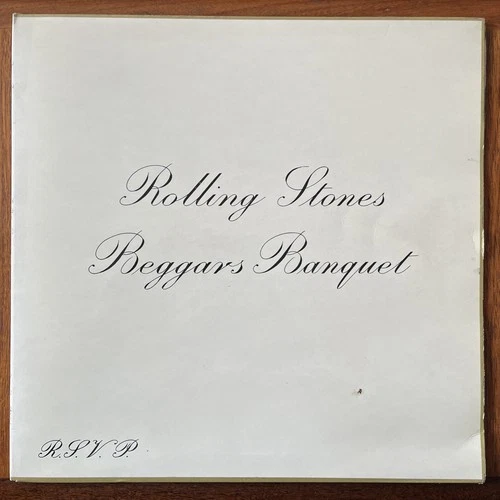 Rolling Stones
Beggars Banquet
R.S.V.P.